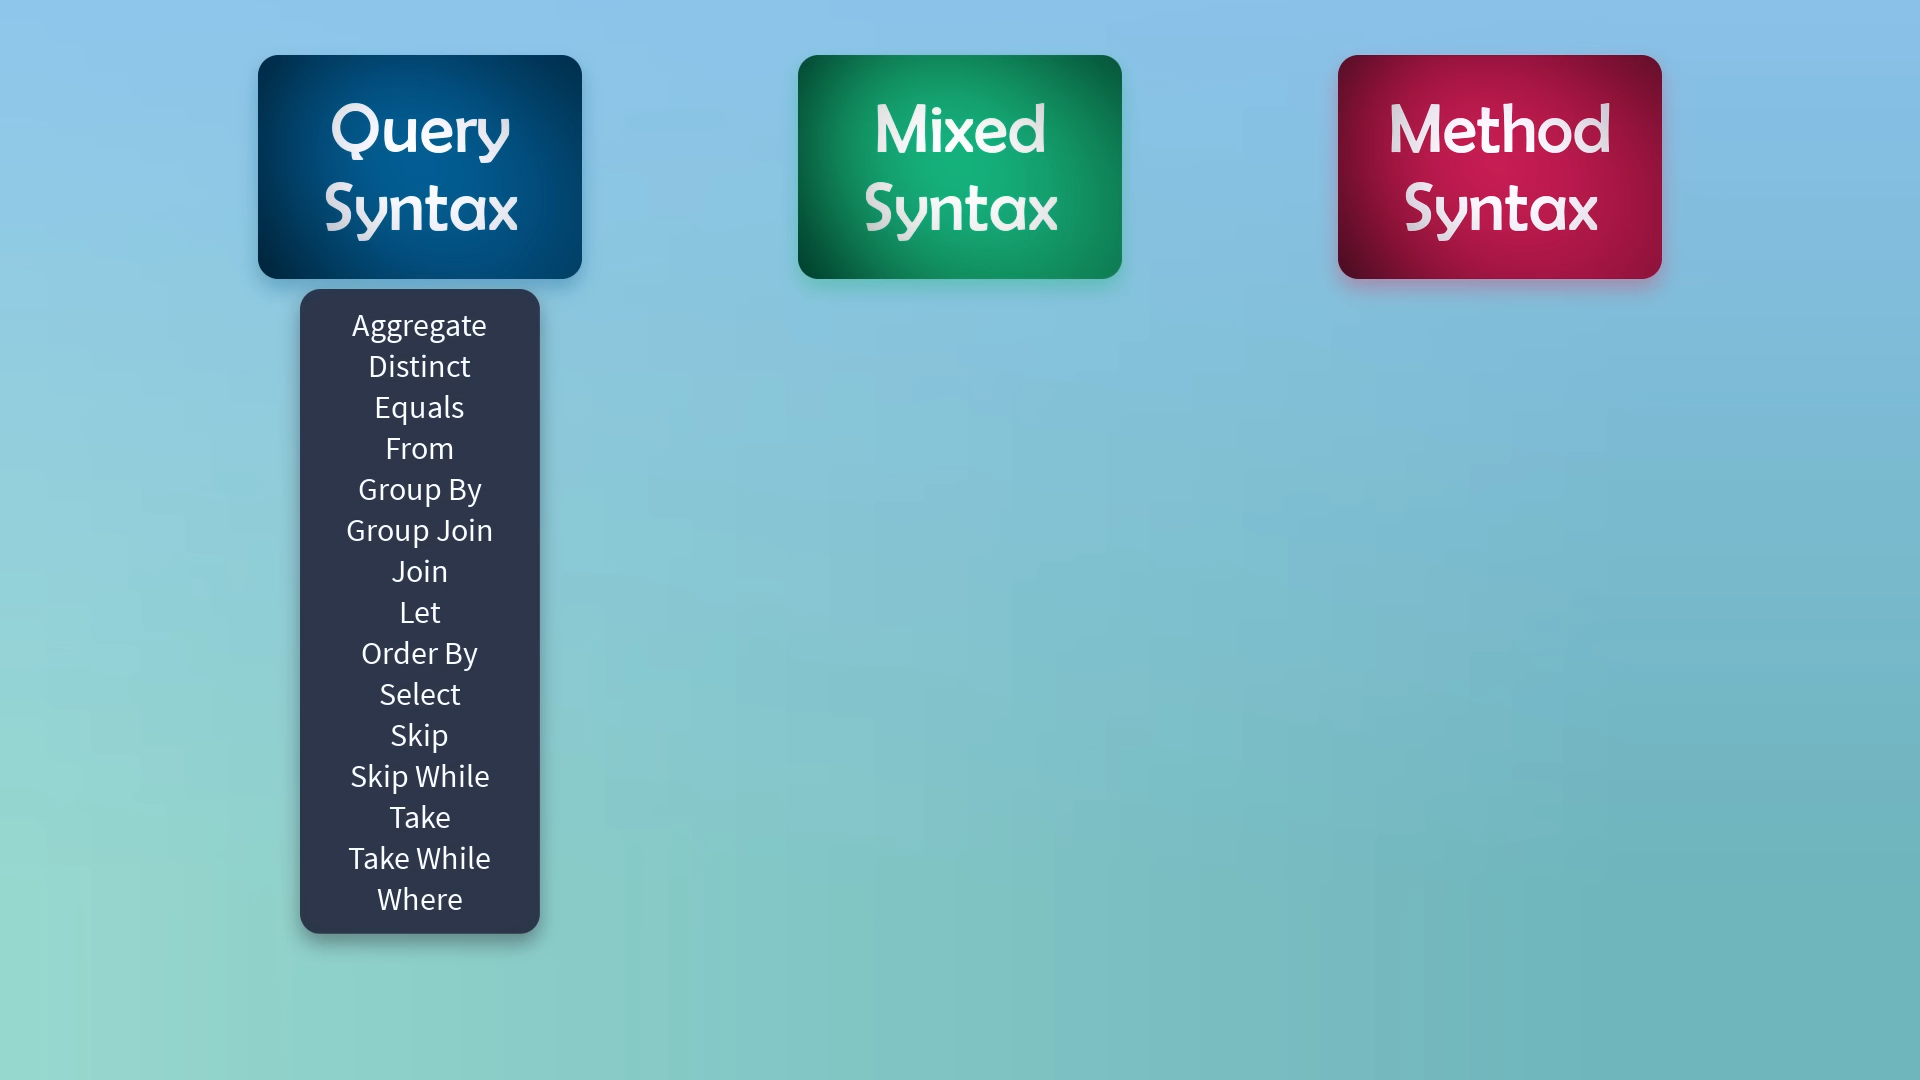 Query
Syntax
Mixed
Syntax
Method
Syntax
Aggregate
Distinct
Equals
From
Group By
Group Join
Join
Let
Order By
Select
Skip
Skip While
Take
Take While
Where